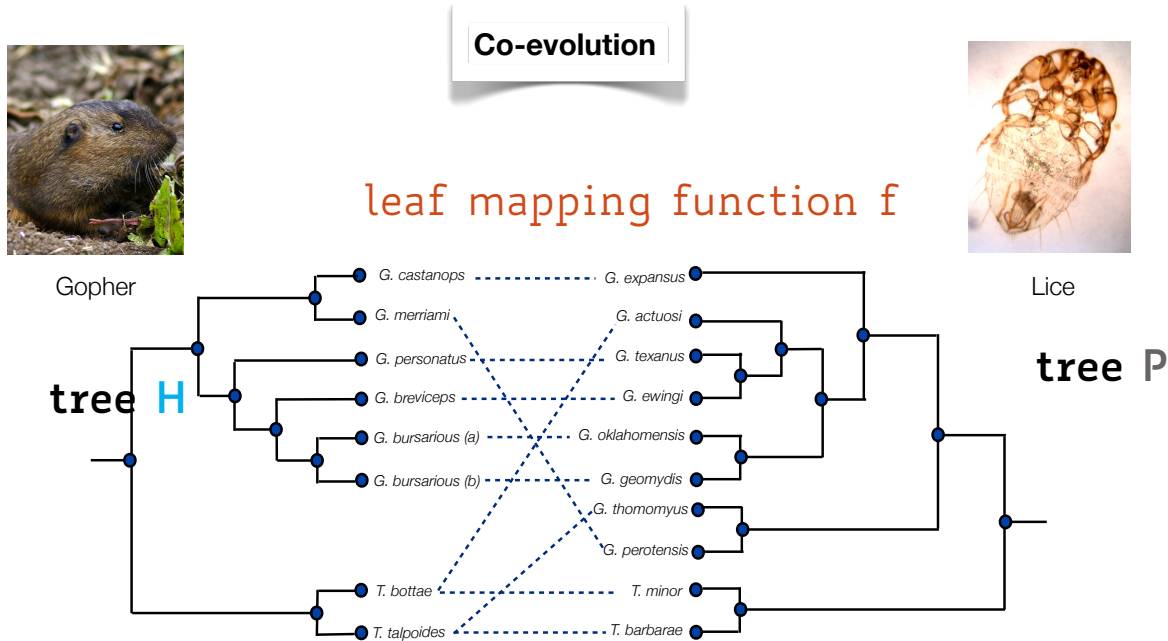 Co-evolution
leaf mapping function f
Gopher
Lice
tree H
tree P
G. castanops
G. merriami
G. personatus
G. breviceps
G. bursarious (a)
G. bursarious (b)
T. bottae
T. talpoides
G. expansus
G. actuosi
G. texanus
G. ewingi
G. oklahomensis
G. geomydis
G. thomomyus
G. perotensis
T. minor
T. barbarae